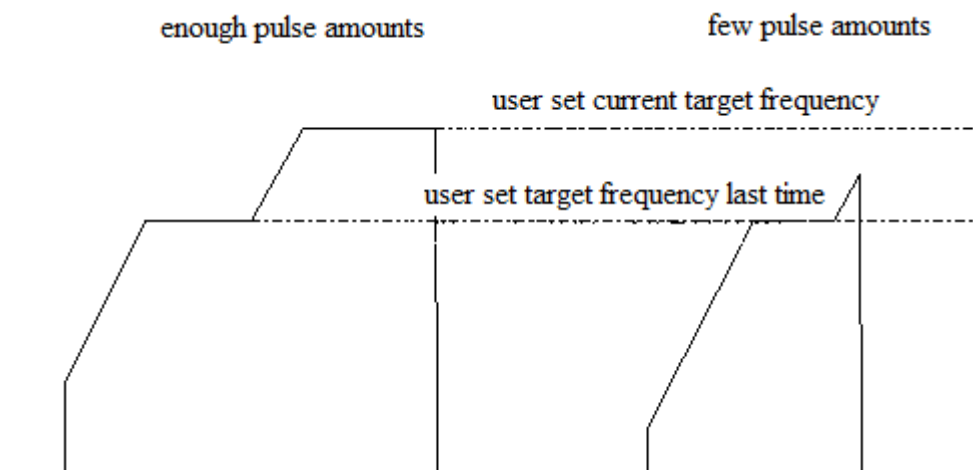 enough pulse amounts
few pulse amounts
user set current target frequency
user set target frequency last time